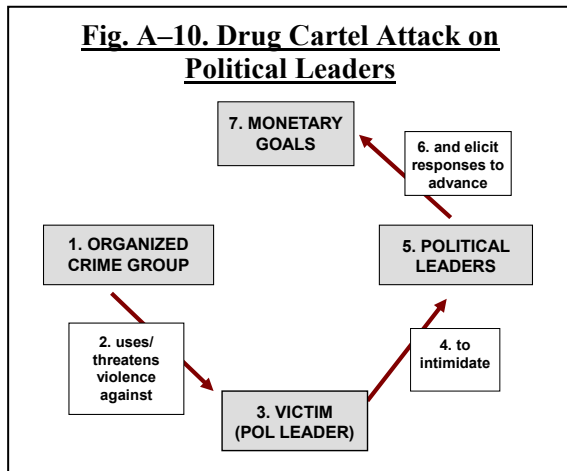 Fig. A–10. Drug Cartel Attack on
Political Leaders
1. ORGANIZED
CRIME GROUP
2. uses/
threatens
violence
against
3. VICTIM
(POL LEADER)
4. to
intimidate
5. POLITICAL
LEADERS
6. and elicit
responses to
advance
7. MONETARY
GOALS